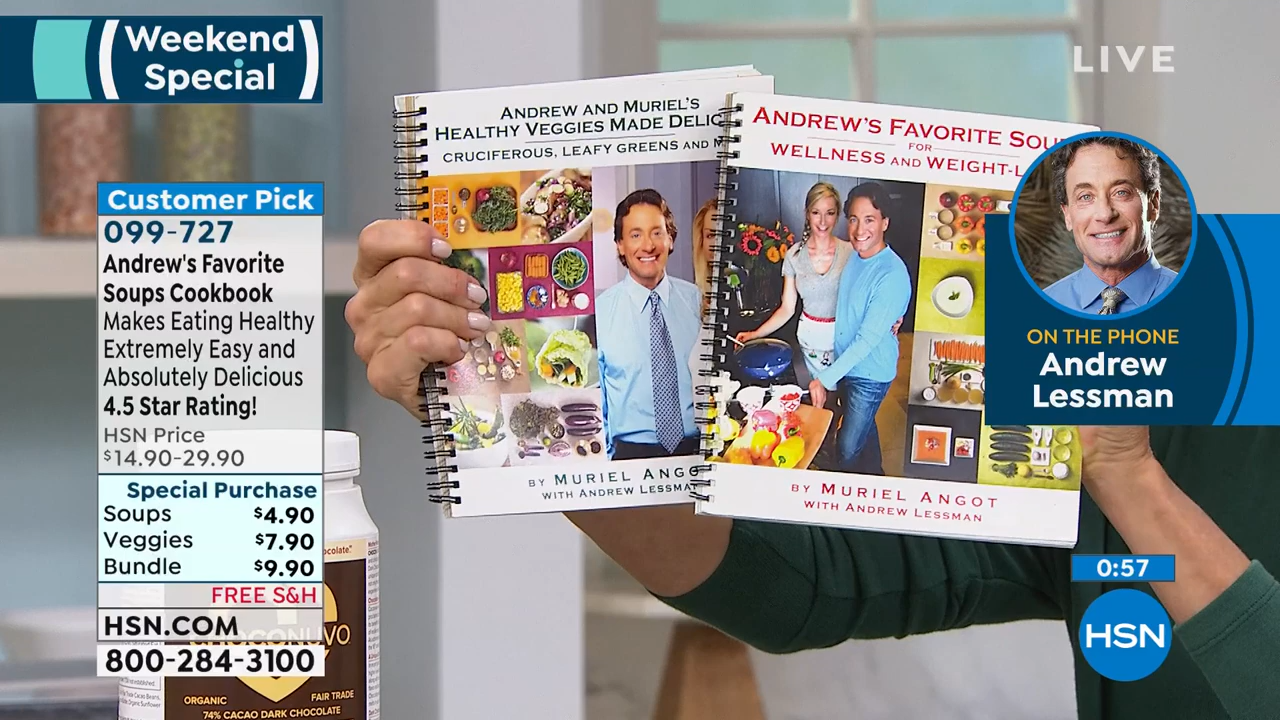 Weekend
Special
LIVE
Customer Pick
099-727
Andrew's Favorite
Soups Cookbook
Makes Eating Healthy
Extremely Easy and
Absolutely Delicious
4.5 Star Rating!
HSN Price
$14.90-29.90
Special Purchase
Soups $4.90
Veggies $7.90
Bundle $9.90
FREE S&H
HSN.COM
800-284-3100
ANDREW AND MURIEL'S
HEALTHY VEGGIES MADE
CRUCIFEROUS, LEAFY GREENS AND
BY MURIEL
WITH ANDREW
ANDREW'S FAVORITE
FOR
WELLNESS AND
BY MURIEL ANGOT
WITH ANDREW LESSMAN
ON THE PHONE
Andrew
Lessman
0:57
HSN
ORGANIC
FAIR TRADE
74% CACAO DARK CHOCOLATE